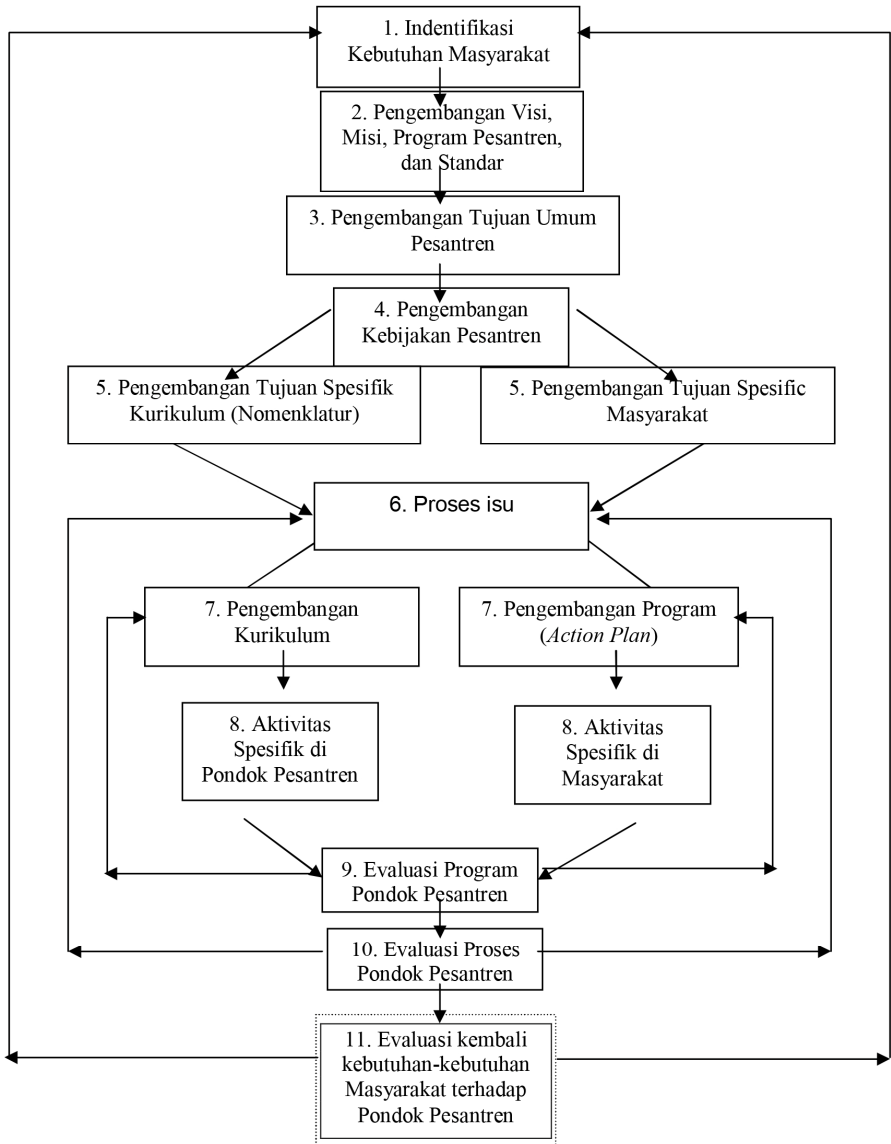 1. Indentifikasi
Kebutuhan Masyarakat
2. Pengembangan Visi,
Misi, Program Pesantren,
dan Standar
3. Pengembangan Tujuan Umum
Pesantren
4. Pengembangan
Kebijakan Pesantren
5. Pengembangan Tujuan Spesifik
Kurikulum (Nomenklatur)
5. Pengembangan Tujuan Spesific
Masyarakat
6. Proses isu
7. Pengembangan
Kurikulum
7. Pengembangan Program
(Action Plan)
8. Aktivitas
Spesifik di
Pondok Pesantren
8. Aktivitas
Spesifik di
Masyarakat
9. Evaluasi Program
Pondok Pesantren
10. Evaluasi Proses
Pondok Pesantren
11. Evaluasi kembali
kebutuhan-kebutuhan
Masyarakat terhadap
Pondok Pesantren